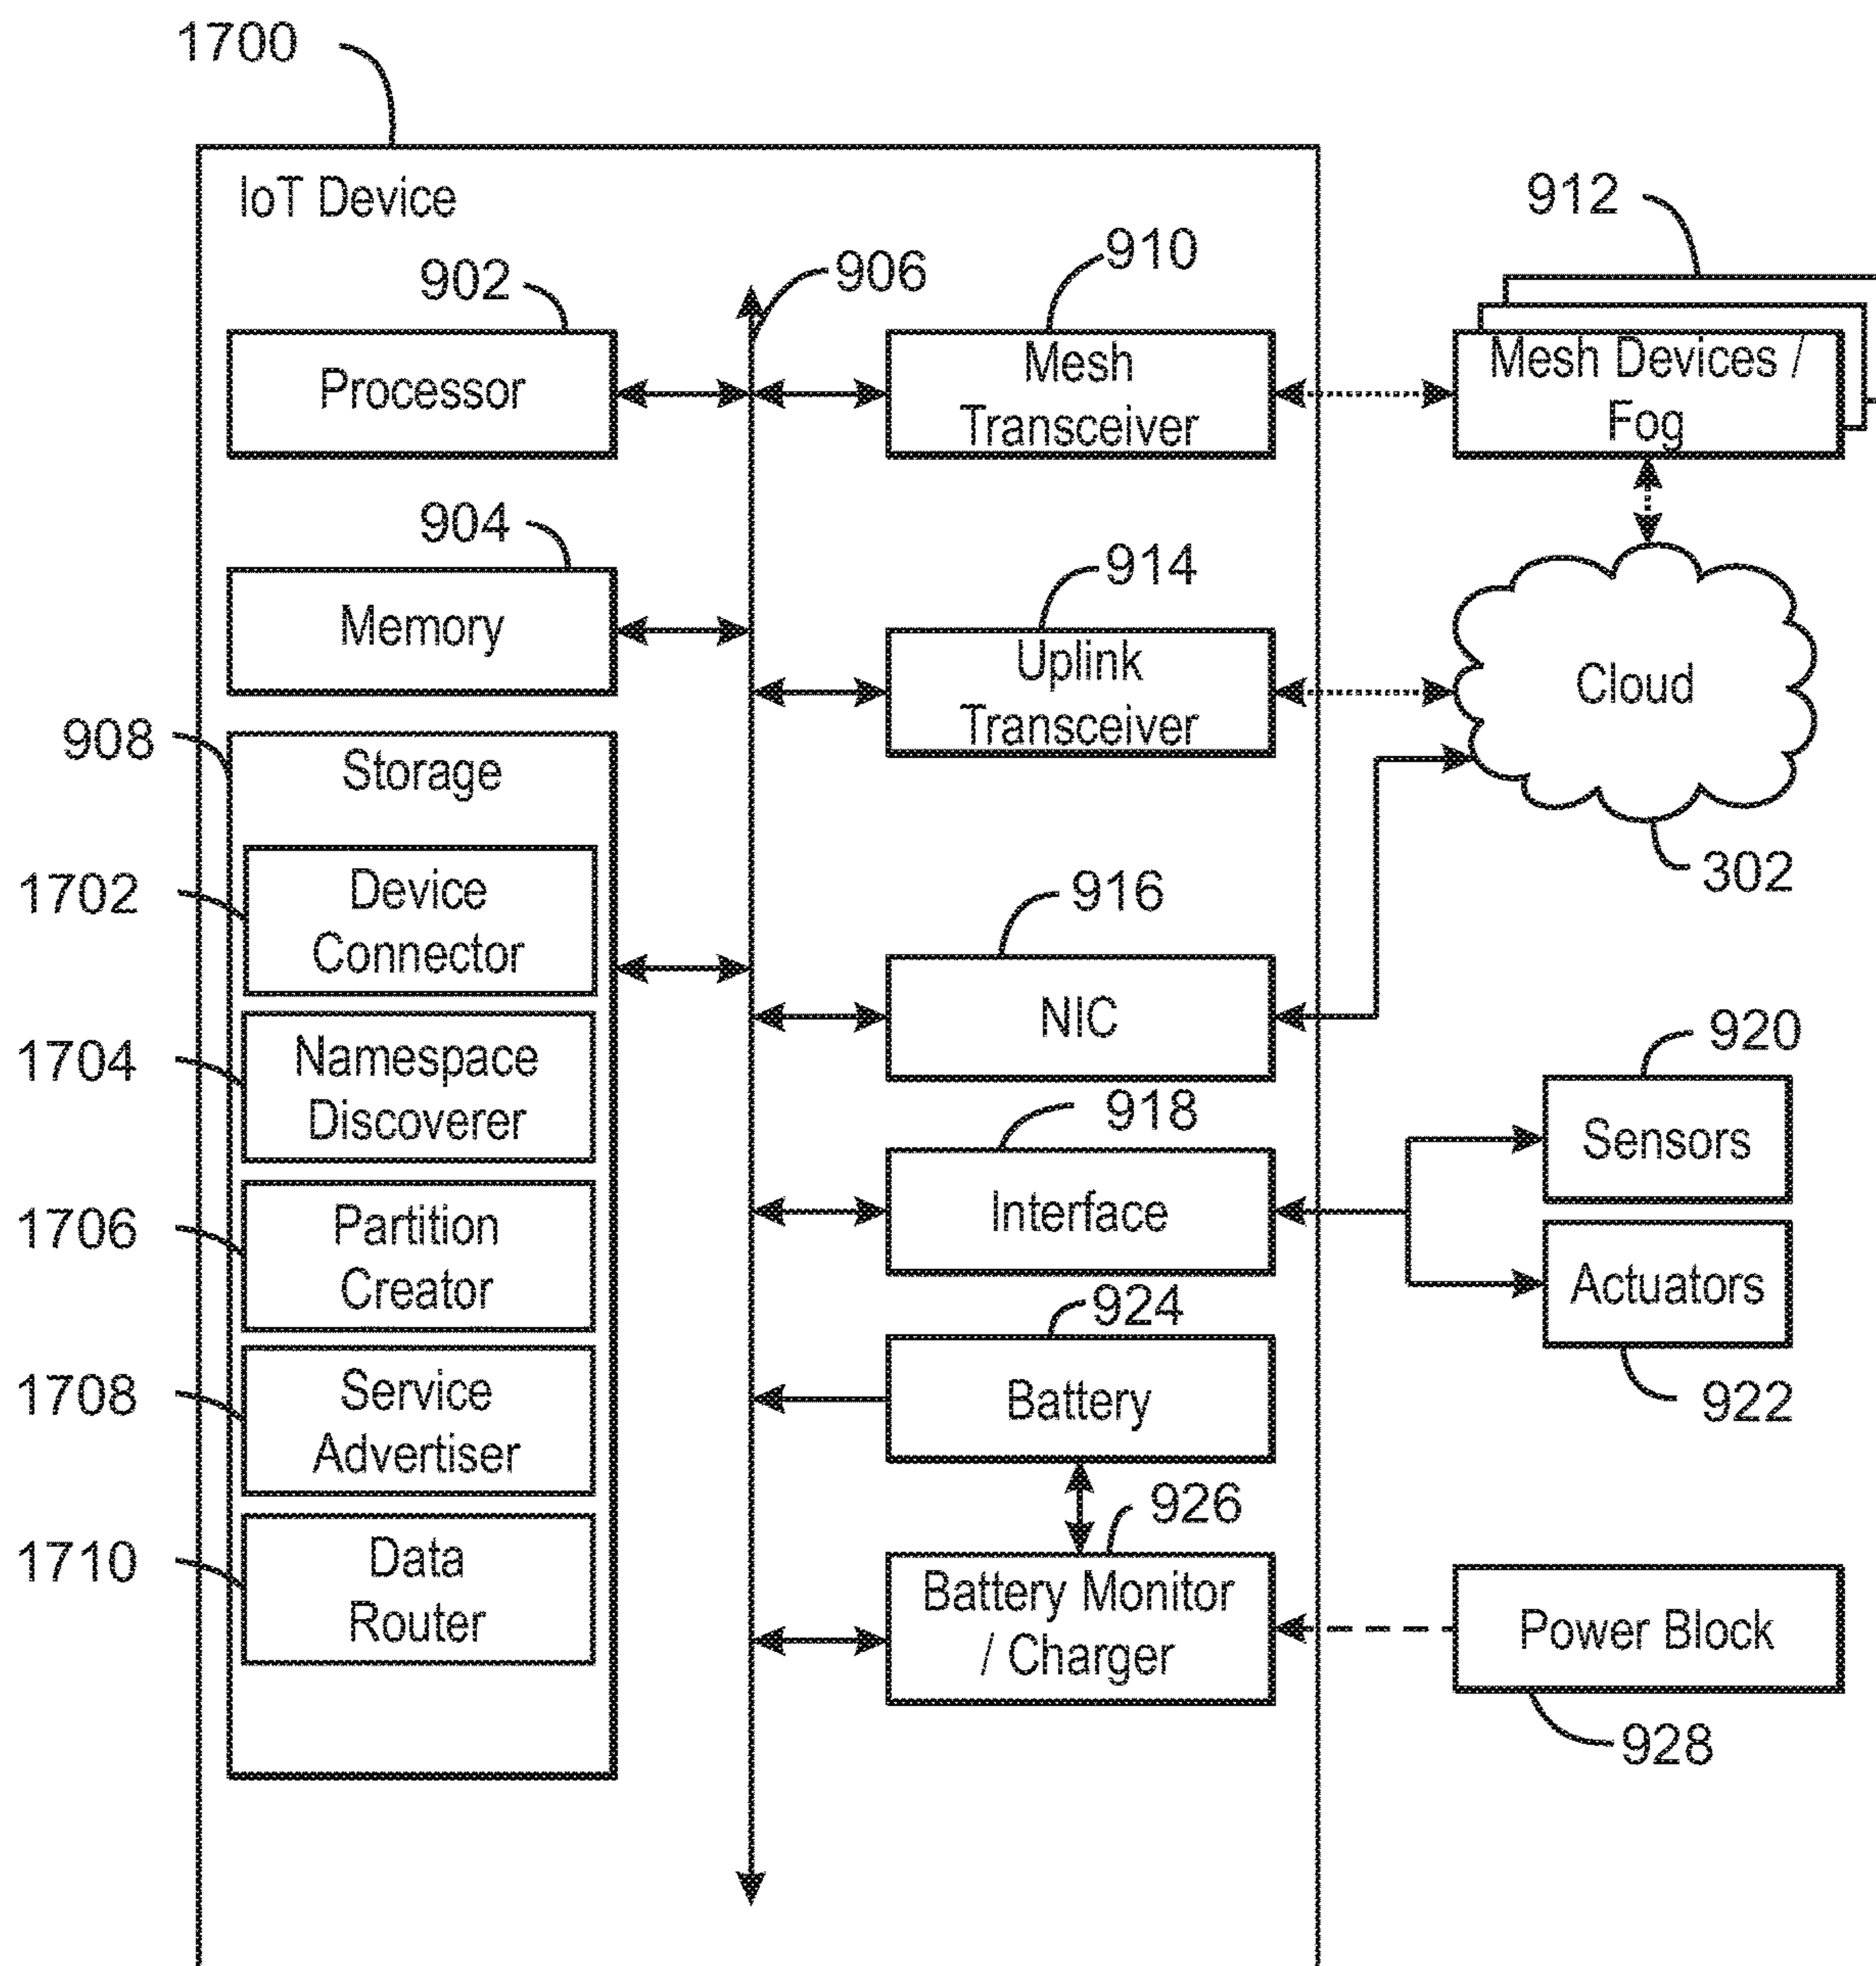 1700
IoT Device
912
910
906
902
Processor
Mesh
Transceiver
Mesh Devices /
Fog
904
914
Memory
Uplink
Transceiver
Cloud
908
Storage
302
1702
Device
Connector
916
NIC
920
1704
Namespace
Discoverer
918
Sensors
1706
Partition
Creator
Interface
Actuators
924
922
1708
Service
Advertiser
Battery
926
1710
Data
Router
Battery Monitor
/ Charger
Power Block
928